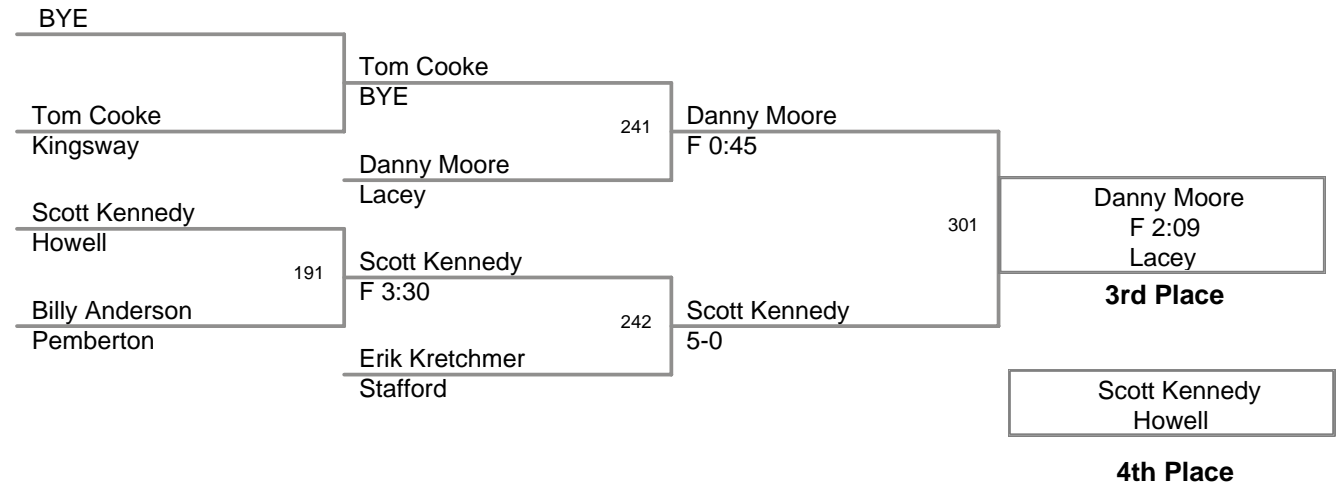 BYE
Tom Cooke
BYE
Tom Cooke
Kingsway
241
Danny Moore
F 0:45
Danny Moore
Lacey
Scott Kennedy
Howell
191
Scott Kennedy
F 3:30
Billy Anderson
Pemberton
242
Scott Kennedy
5-0
Erik Kretchmer
Stafford
301
Danny Moore
F 2:09
Lacey
3rd Place
Scott Kennedy
Howell
4th Place